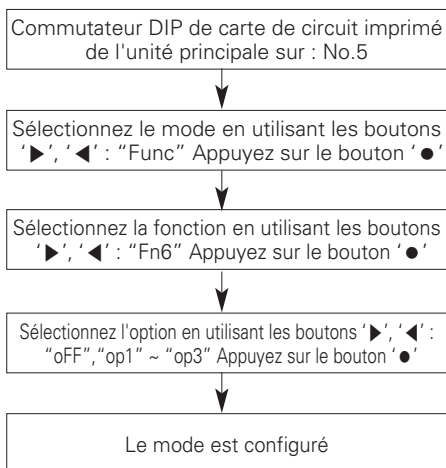 Commutateur DIP de carte de circuit imprimé
de l'unité principale sur : No.5
Sélectionnez le mode en utilisant les boutons
‘▶’, ‘◀’ : “Func” Appuyez sur le bouton ‘●’
Sélectionnez la fonction en utilisant les boutons
‘▶’, ‘◀’ : “Fn6” Appuyez sur le bouton ‘●’
Sélectionnez l'option en utilisant les boutons ‘▶’, ‘◀’ :
“oFF”,“op1” ~ “op3” Appuyez sur le bouton ‘●’
Le mode est configuré